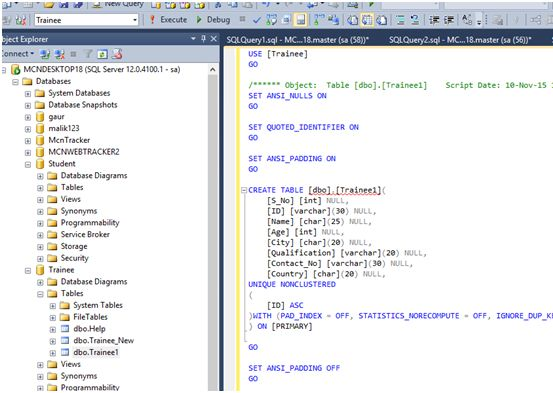 New Query
Trainee
Execute
Debug
Object Explorer
Connect
MCNDESKTOP18 (SQL Server 12.0.4100.1 - sa)
Databases
System Databases
Database Snapshots
gaur
malik123
McnTracker
MCNWEBTRACKER2
Student
Database Diagrams
Tables
Views
Synonyms
Programmability
Service Broker
Storage
Security
Trainee
Database Diagrams
Tables
System Tables
FileTables
dbo.Help
dbo.Trainee_New
dbo.Trainee1
Views
Synonyms
Programmability
SQLQuery1.sql - MC...18.master (sa (58))*
SQLQuery2.sql - MC...18.master (sa (56))*
USE [Trainee]
GO
/****** Object:  Table [dbo].[Trainee1]    Script Date: 10-Nov-15
SET ANSI_NULLS ON
GO
SET QUOTED_IDENTIFIER ON
GO
SET ANSI_PADDING ON
GO
CREATE TABLE [dbo].[Trainee1](
[S_No] [int] NULL,
[ID] [varchar](30) NULL,
[Name] [char](25) NULL,
[Age] [int] NULL,
[City] [char](20) NULL,
[Qualification] [varchar](20) NULL,
[Contact_No] [varchar](30) NULL,
[Country] [char](20) NULL,
UNIQUE NONCLUSTERED
(
[ID] ASC
)WITH (PAD_INDEX = OFF, STATISTICS_NORECOMPUTE = OFF, IGNORE_DUP_KE
) ON [PRIMARY]
GO
SET ANSI_PADDING OFF
GO